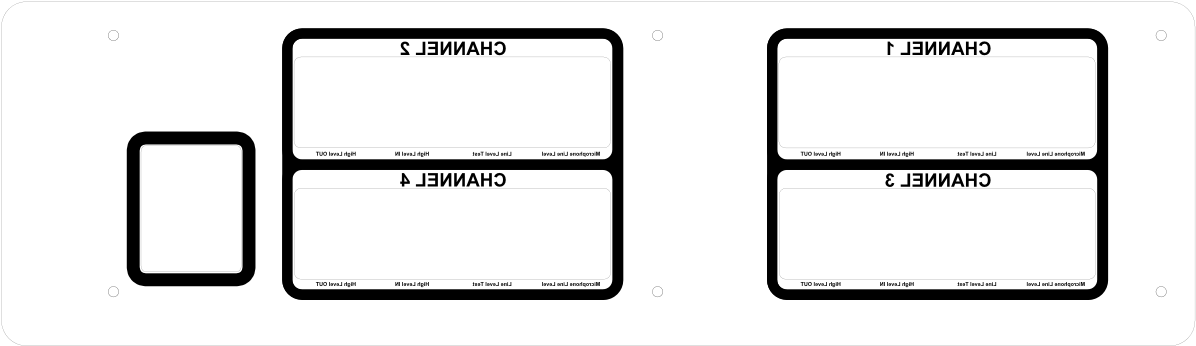 CHANNEL 1
Microphone Line Level Line Level Test High Level IN High Level OUT
CHANNEL 2
Microphone Line Level Line Level Test High Level IN High Level OUT
CHANNEL 3
Microphone Line Level Line Level Test High Level IN High Level OUT
CHANNEL 4
Microphone Line Level Line Level Test High Level IN High Level OUT